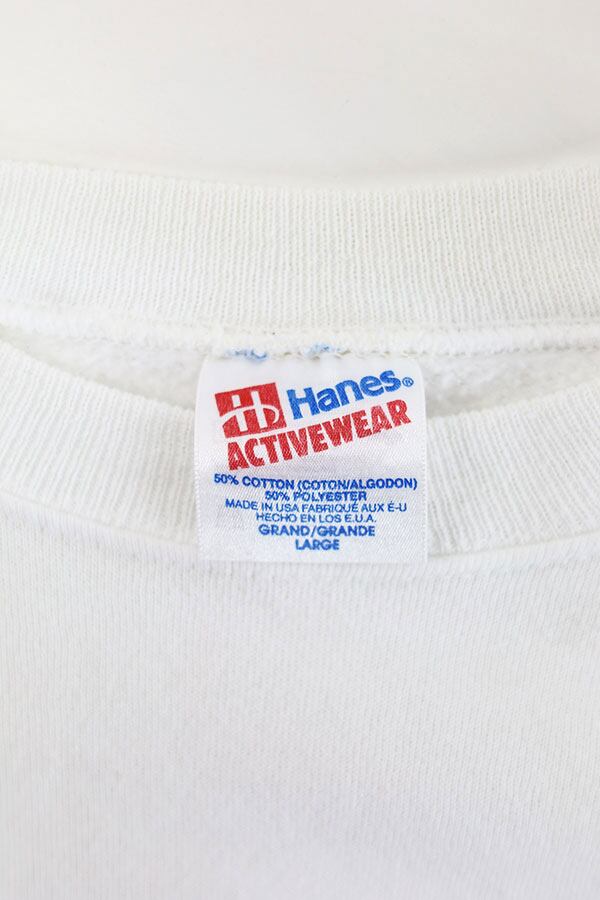 Hanes®
ACTIVEWEAR
50% COTTON (COTON/ALGODON)
50% POLYESTER
MADE IN USA FABRIQUÉ AUX É-U
HECHO EN LOS E.U.A.
GRAND/GRANDE
LARGE